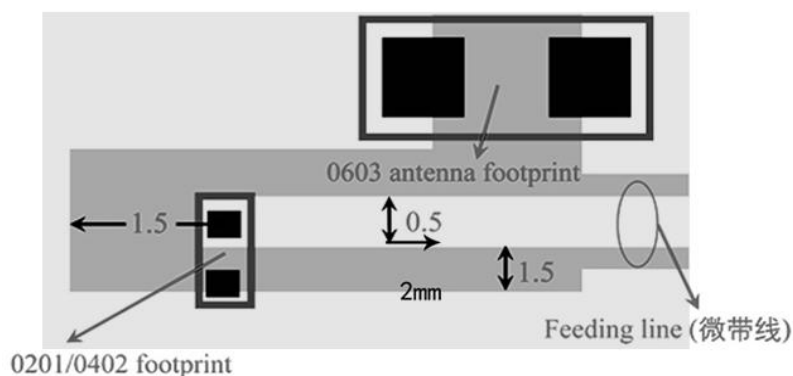 0603 antenna footprint
1.5
0.5
1.5
2mm
Feeding line (微带线)
0201/0402 footprint